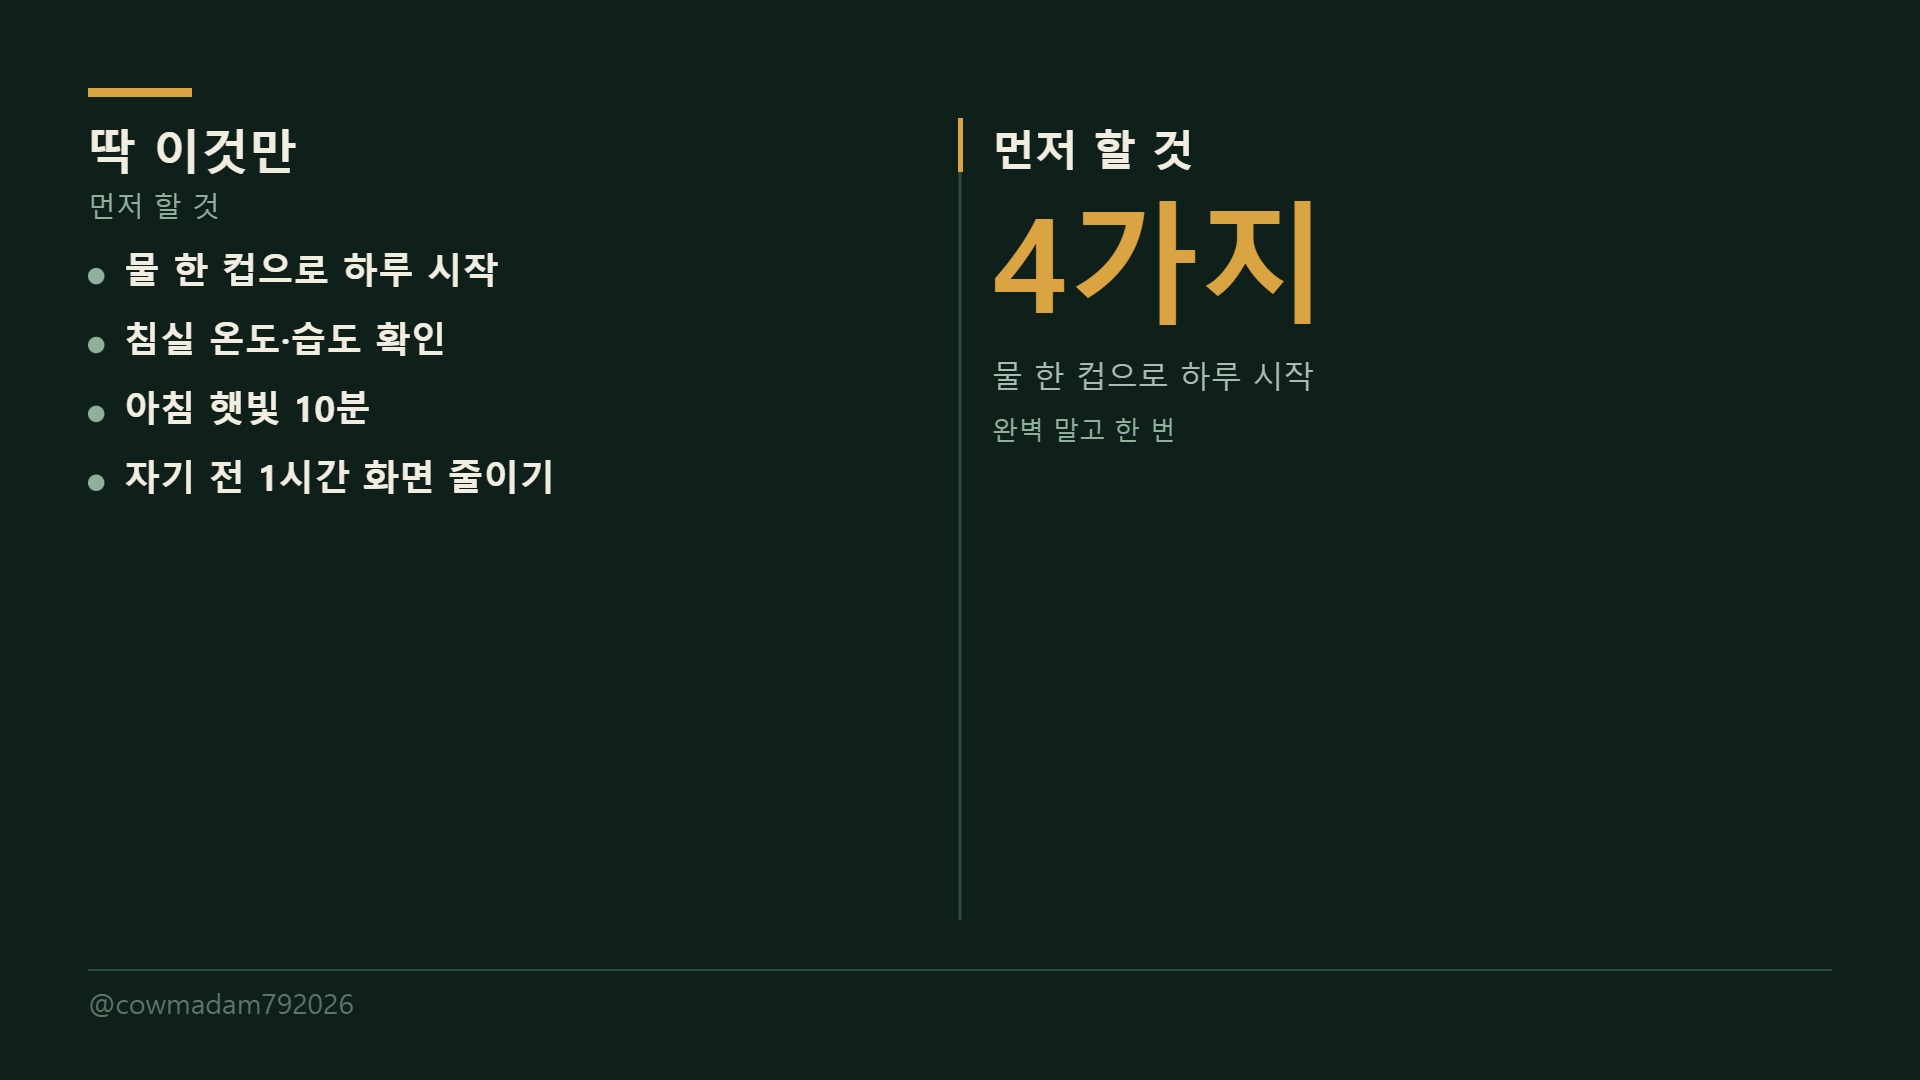 딱 이것만
먼저 할 것
물 한 컵으로 하루 시작
침실 온도·습도 확인
아침 햇빛 10분
자기 전 1시간 화면 줄이기
먼저 할 것
4가지
물 한 컵으로 하루 시작
완벽 말고 한 번
@cowmadam792026